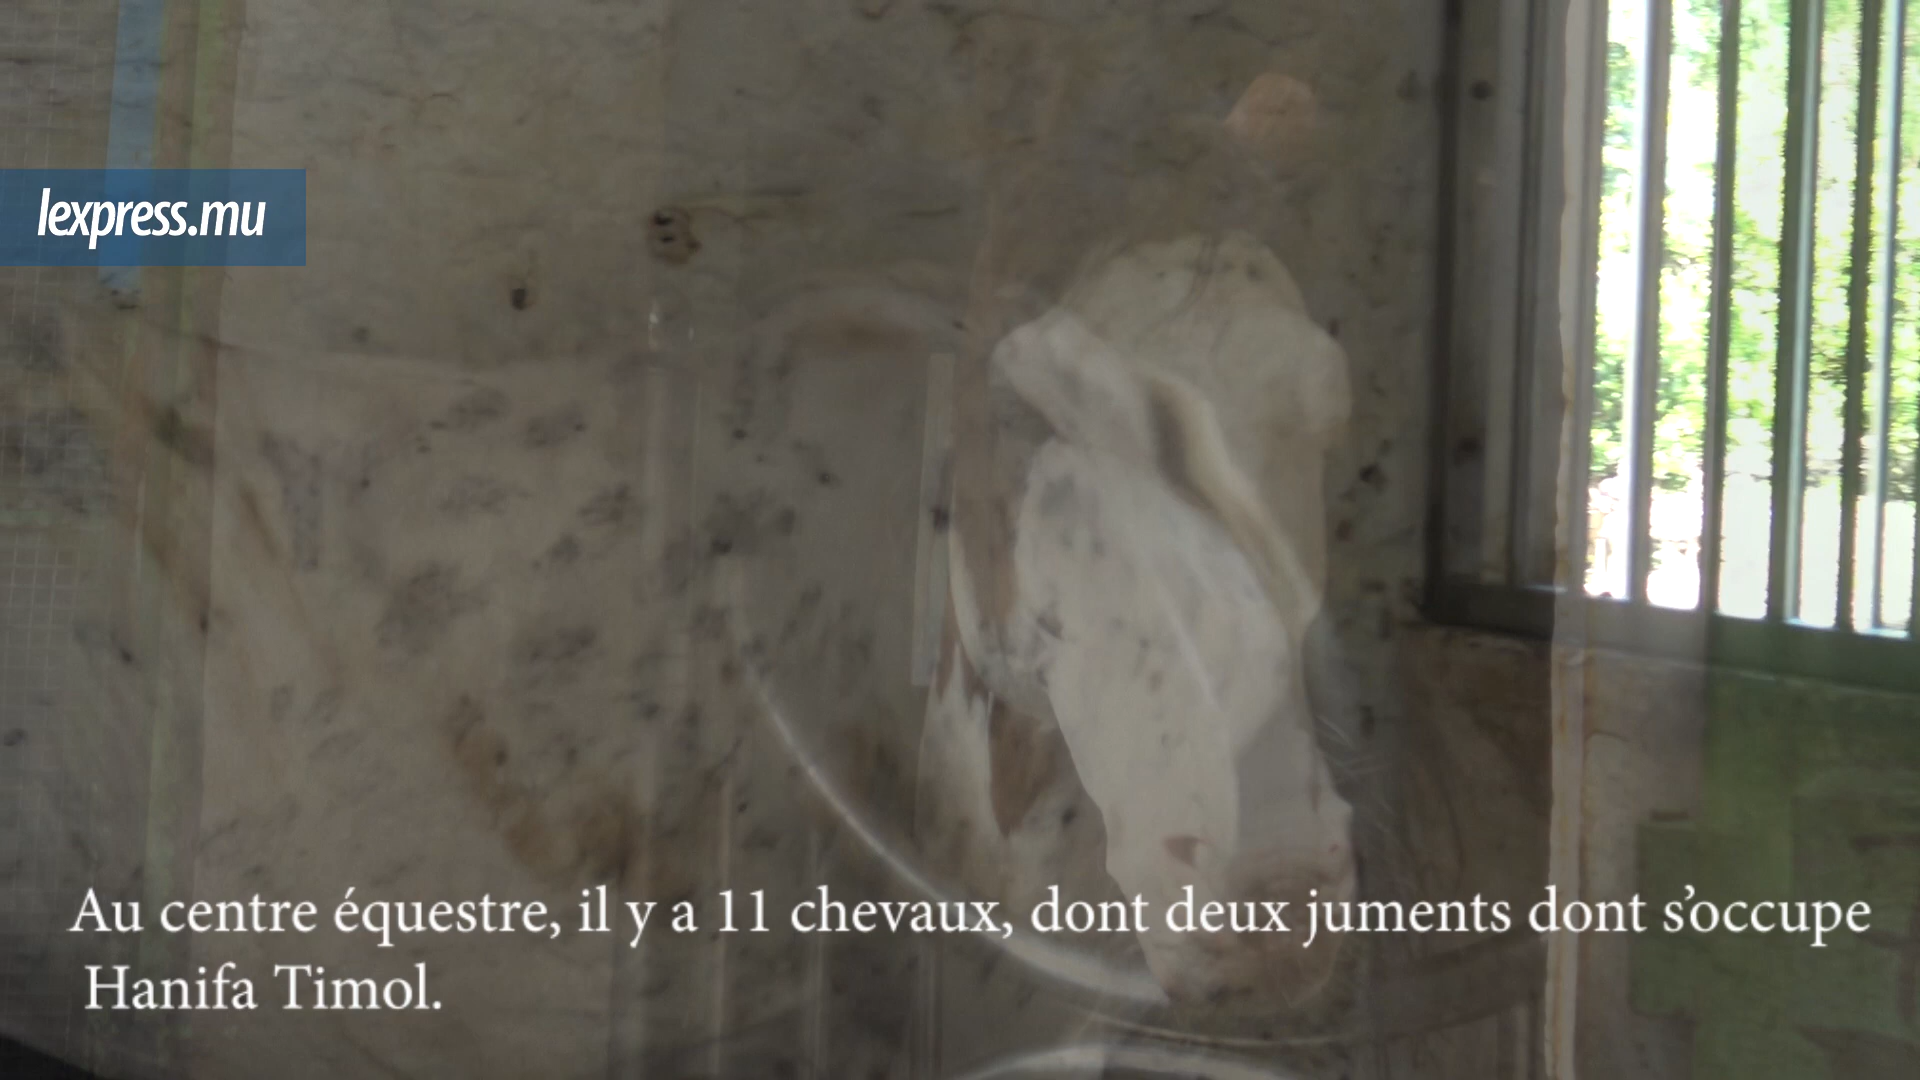 lexpress.mu
Au centre équestre, il y a 11 chevaux, dont deux juments dont s’occupe
Hanifa Timol.